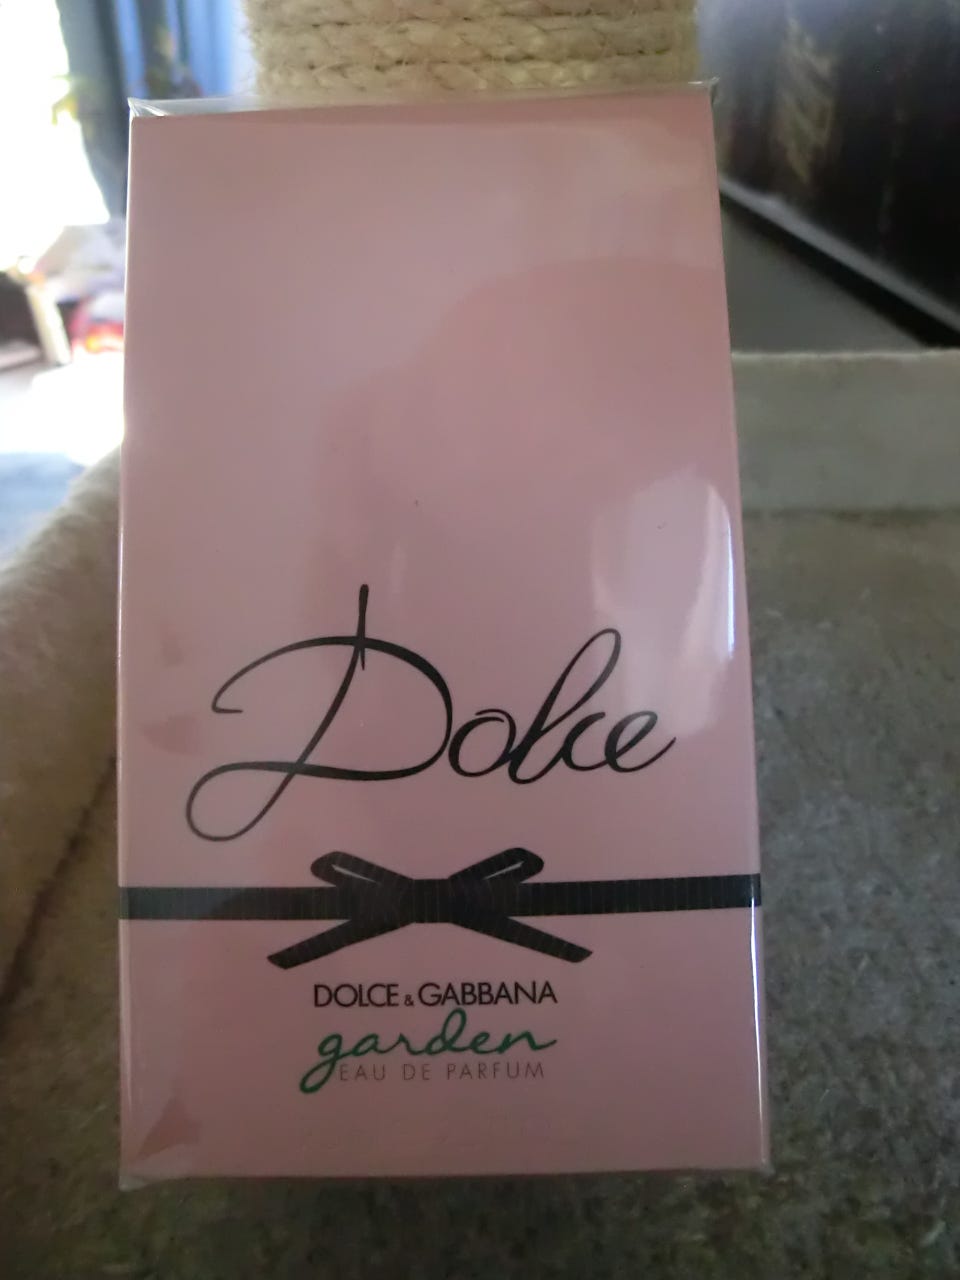 Dolce
DOLCE & GABBANA
garden
EAU DE PARFUM